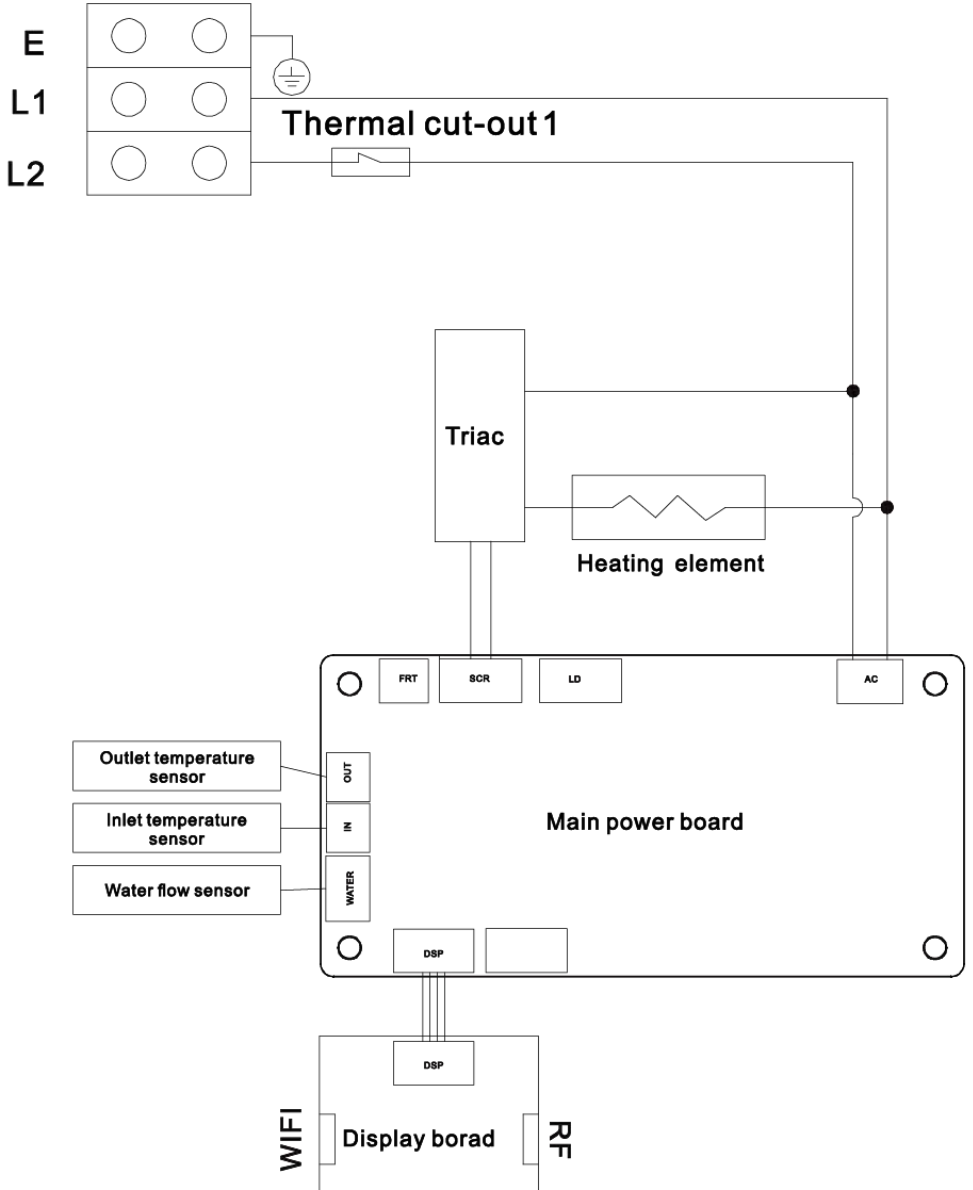 E
L1
Thermal cut-out 1
L2
Triac
Heating element
FRT
SCR
LD
AC
Outlet temperature
sensor
OUT
Inlet temperature
sensor
IN
Main power board
Water flow sensor
WATER
DSP
DSP
WIFI
Display borad
RF